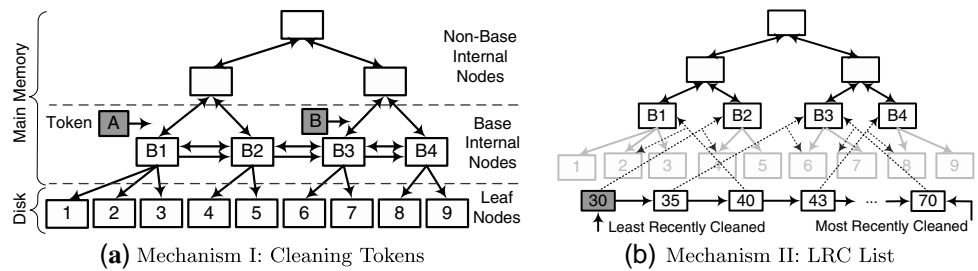 Main Memory
Disk
Non-Base
Internal
Nodes
Token A
B
Base
Internal
Nodes
B1 B2 B3 B4
Leaf
Nodes
1 2 3 4 5 6 7 8 9
(a) Mechanism I: Cleaning Tokens
B1 B2 B3 B4
1 2 3 4 5 6 7 8 9
30 35 40 43 ... 70
Least Recently Cleaned Most Recently Cleaned
(b) Mechanism II: LRC List